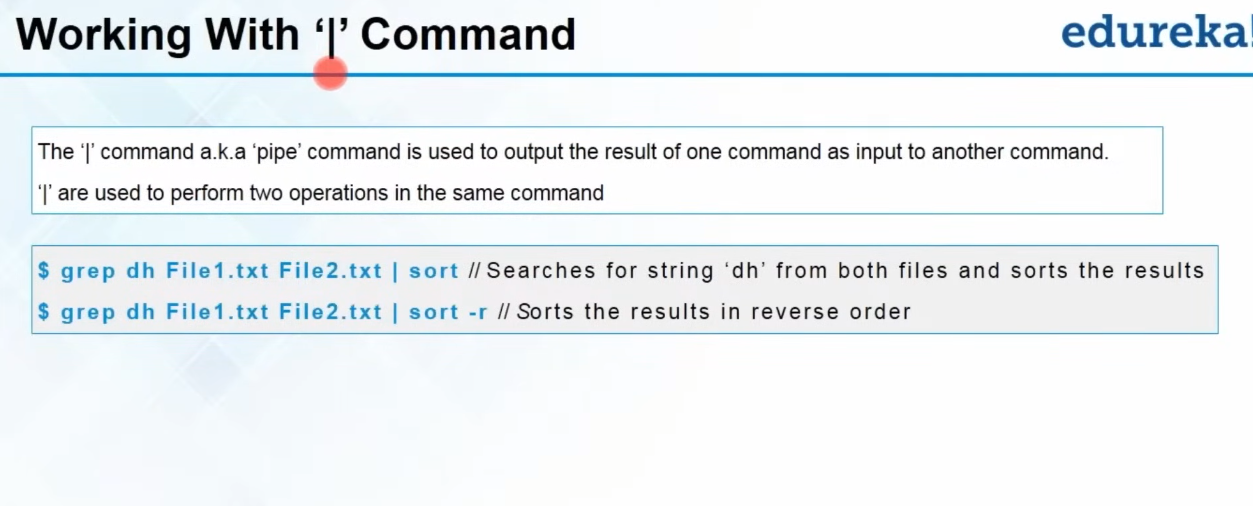 Working With ‘|’ Command
edureka!
The ‘|’ command a.k.a ‘pipe’ command is used to output the result of one command as input to another command.
‘|’ are used to perform two operations in the same command
$ grep dh File1.txt File2.txt | sort // Searches for string ‘dh’ from both files and sorts the results
$ grep dh File1.txt File2.txt | sort -r // Sorts the results in reverse order